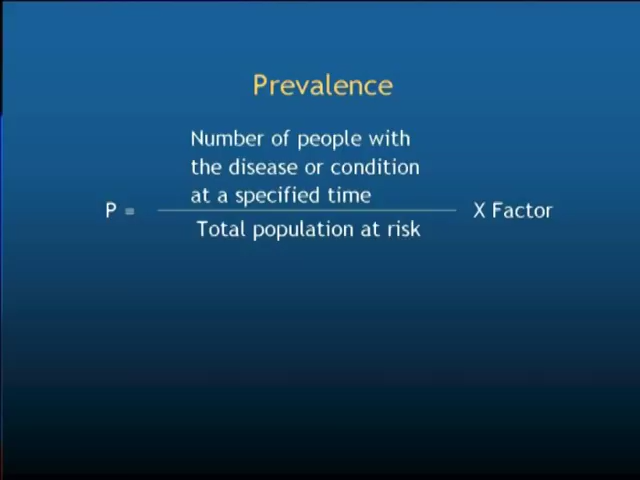 Prevalence
Number of people with
the disease or condition
at a specified time
P =
X Factor
Total population at risk